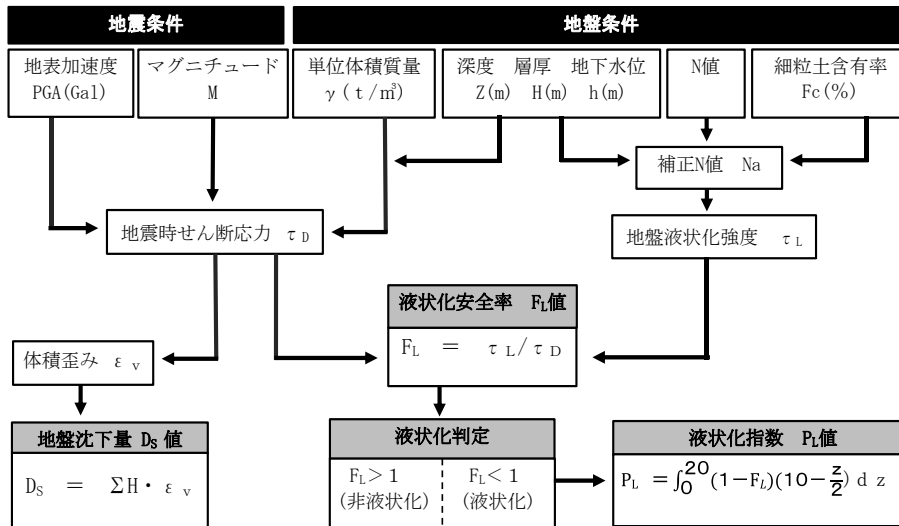 地震条件
地盤条件
地表加速度
PGA(Gal)
マグニチュード
M
単位体積質量
γ ( t /㎥)
深度 層厚 地下水位
Z(m) H(m) h(m)
N値
細粒土含有率
Fc(%)
補正N値 Na
地震時せん断応力 τD
地盤液状化強度 τL
液状化安全率 FL値
FL = τL/τD
体積歪み εv
地盤沈下量 DS 値
DS = ΣH・εv
液状化判定
FL>1
(非液状化)
FL<1
(液状化)
液状化指数 PL値
PL=∫₀²⁰(1−FL)(10−z/2) d z